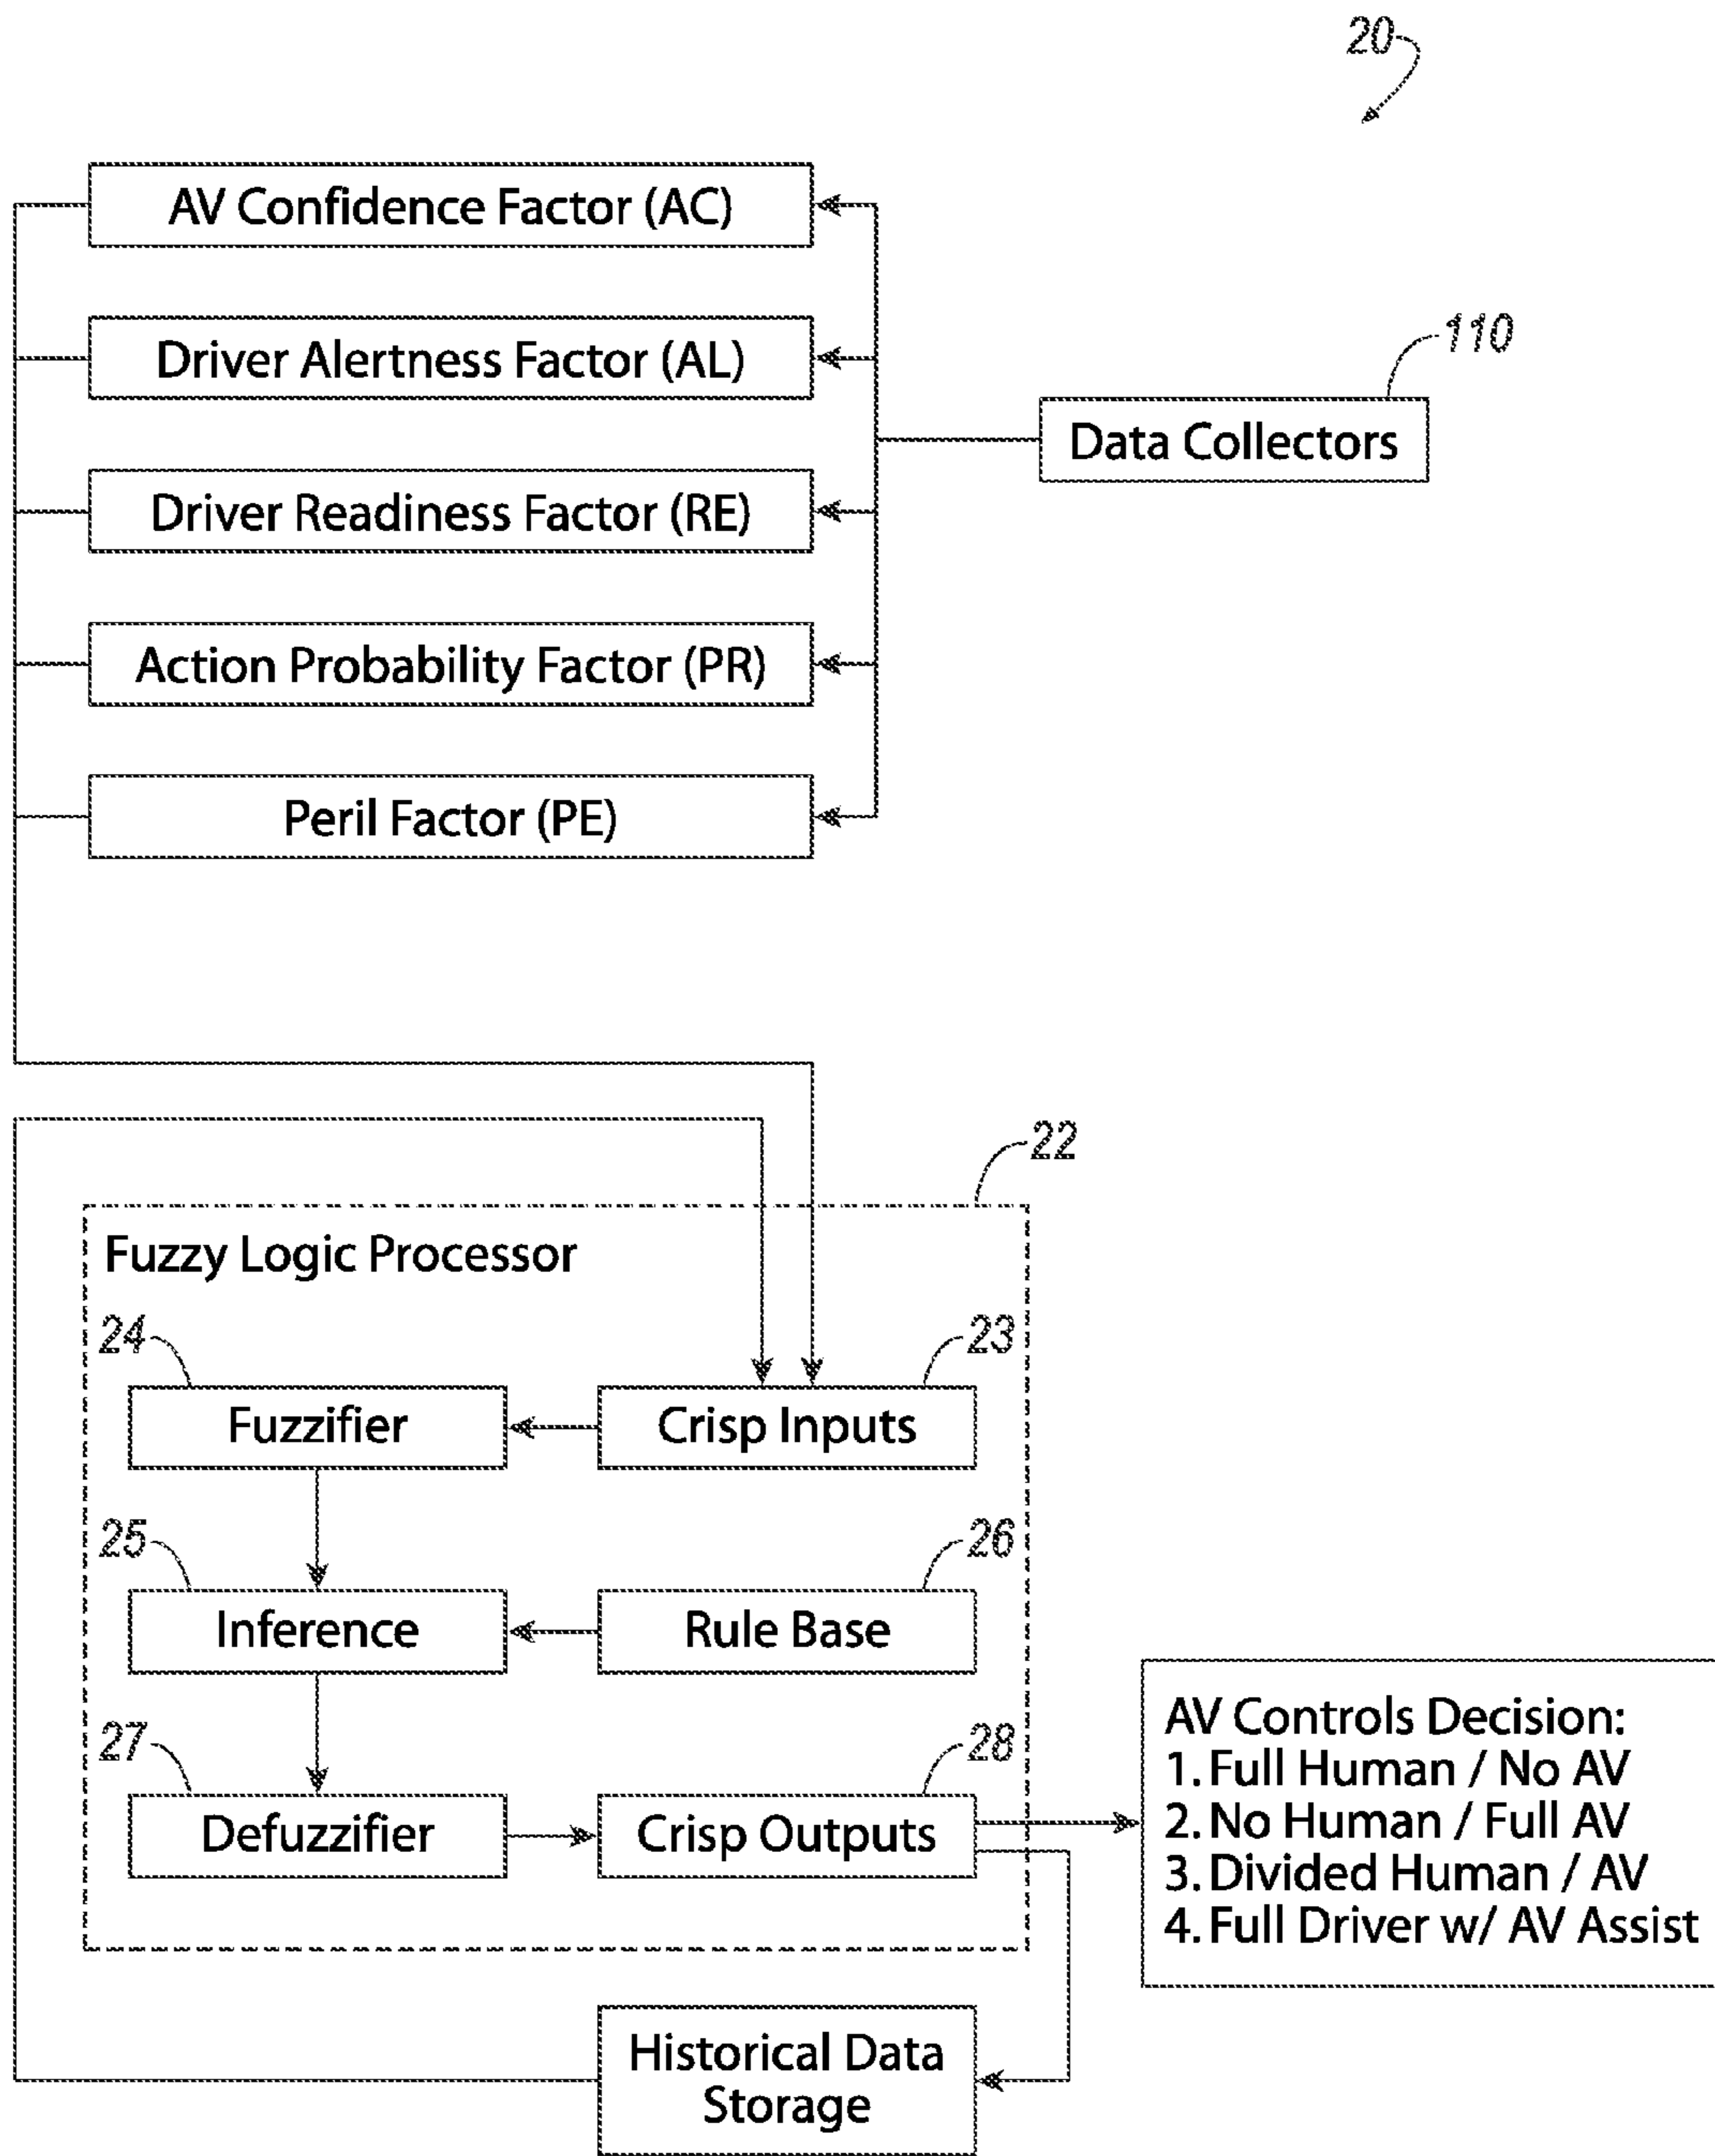 20
AV Confidence Factor (AC)
Driver Alertness Factor (AL)
110
Data Collectors
Driver Readiness Factor (RE)
Action Probability Factor (PR)
Peril Factor (PE)
22
Fuzzy Logic Processor
24
23
Fuzzifier
Crisp Inputs
25
26
Inference
Rule Base
27
28
Defuzzifier
Crisp Outputs
AV Controls Decision:
1. Full Human / No AV
2. No Human / Full AV
3. Divided Human / AV
4. Full Driver w/ AV Assist
Historical Data
Storage